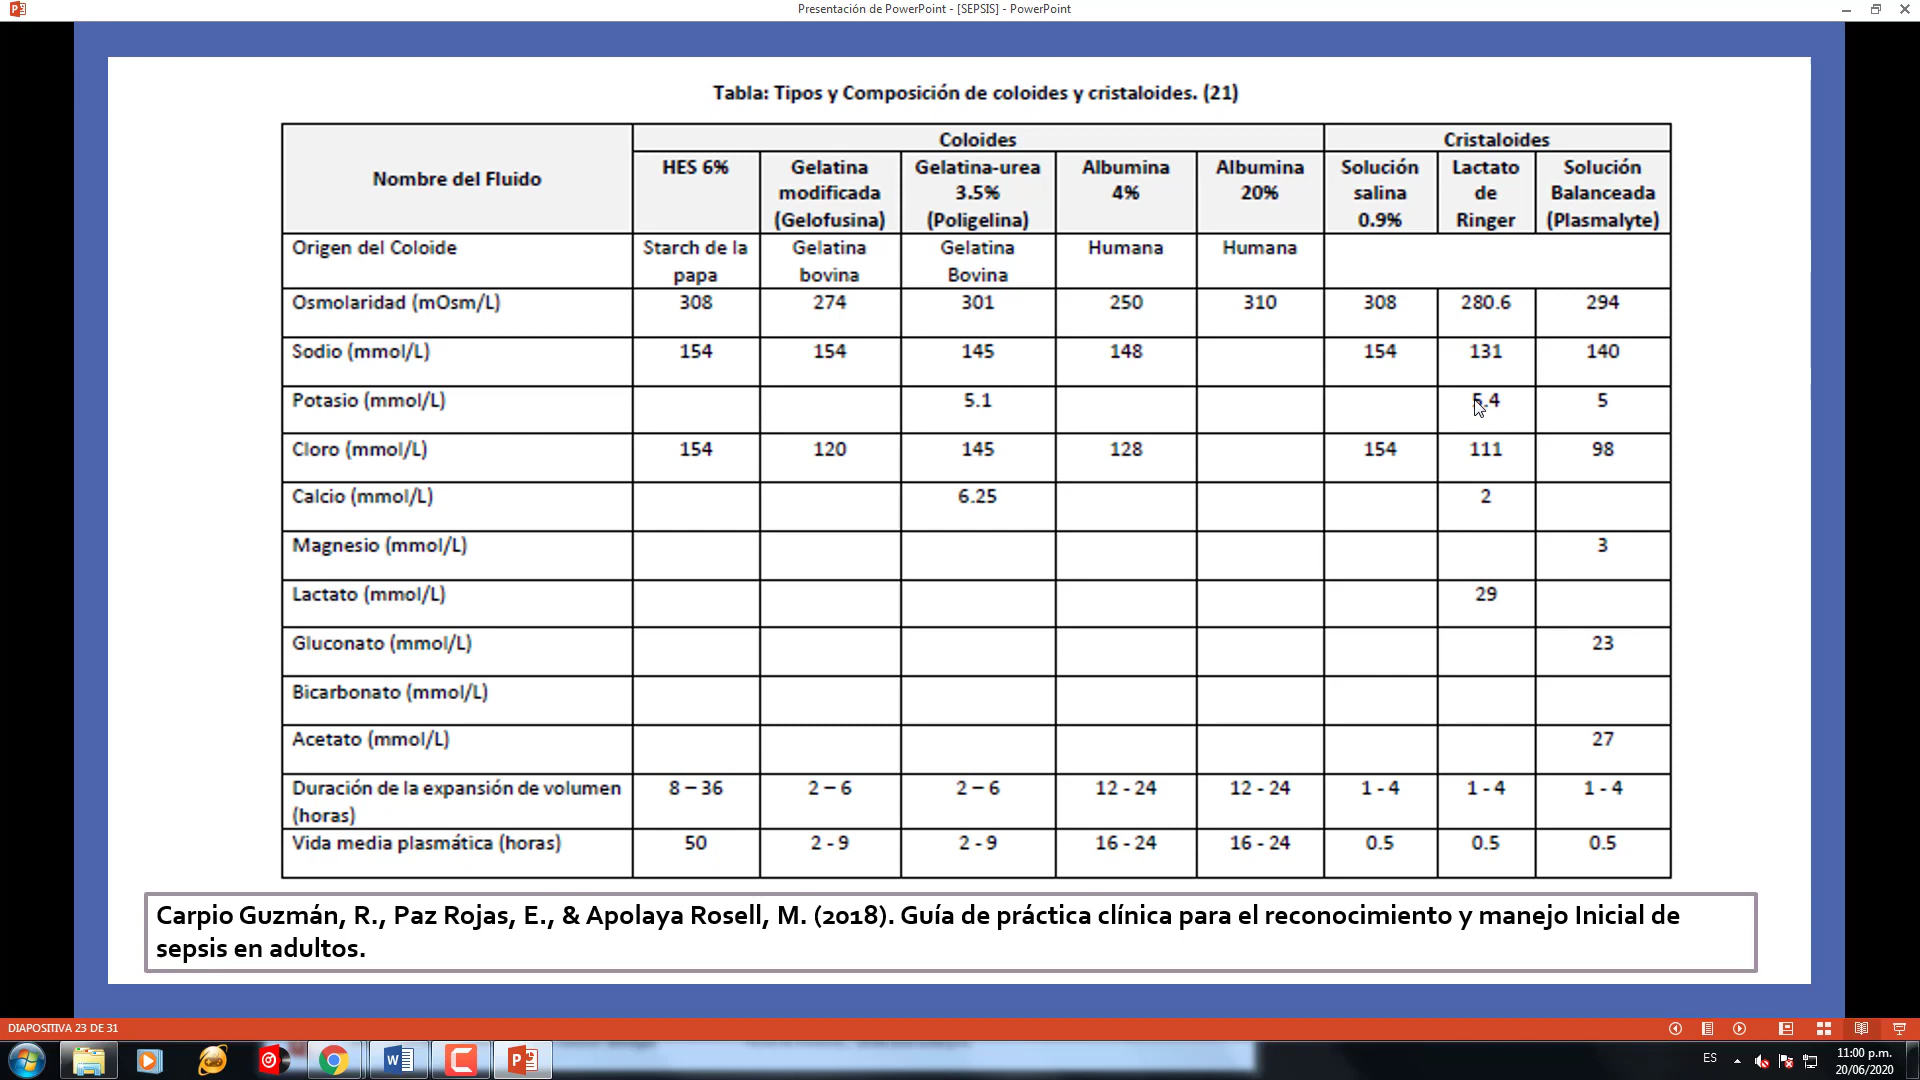 Presentación de PowerPoint - [SEPSIS] - PowerPoint
Tabla: Tipos y Composición de coloides y cristaloides. (21)
Nombre del Fluido
Coloides
Cristaloides
HES 6%
Gelatina modificada (Gelofusina)
Gelatina-urea 3.5% (Poligelina)
Albumina 4%
Albumina 20%
Solución salina 0.9%
Lactato de Ringer
Solución Balanceada (Plasmalyte)
Origen del Coloide Starch de la papa Gelatina bovina Gelatina Bovina Humana Humana
Osmolaridad (mOsm/L) 308 274 301 250 310 308 280.6 294
Sodio (mmol/L) 154 154 145 148 154 131 140
Potasio (mmol/L) 5.1 5.4 5
Cloro (mmol/L) 154 120 145 128 154 111 98
Calcio (mmol/L) 6.25 2
Magnesio (mmol/L) 3
Lactato (mmol/L) 29
Gluconato (mmol/L) 23
Bicarbonato (mmol/L)
Acetato (mmol/L) 27
Duración de la expansión de volumen (horas) 8 – 36 2 – 6 2 – 6 12 - 24 12 - 24 1 - 4 1 - 4 1 - 4
Vida media plasmática (horas) 50 2 - 9 2 - 9 16 - 24 16 - 24 0.5 0.5 0.5
Carpio Guzmán, R., Paz Rojas, E., & Apolaya Rosell, M. (2018). Guía de práctica clínica para el reconocimiento y manejo Inicial de
sepsis en adultos.
DIAPOSITIVA 23 DE 31
ES
11:00 p.m.
20/06/2020